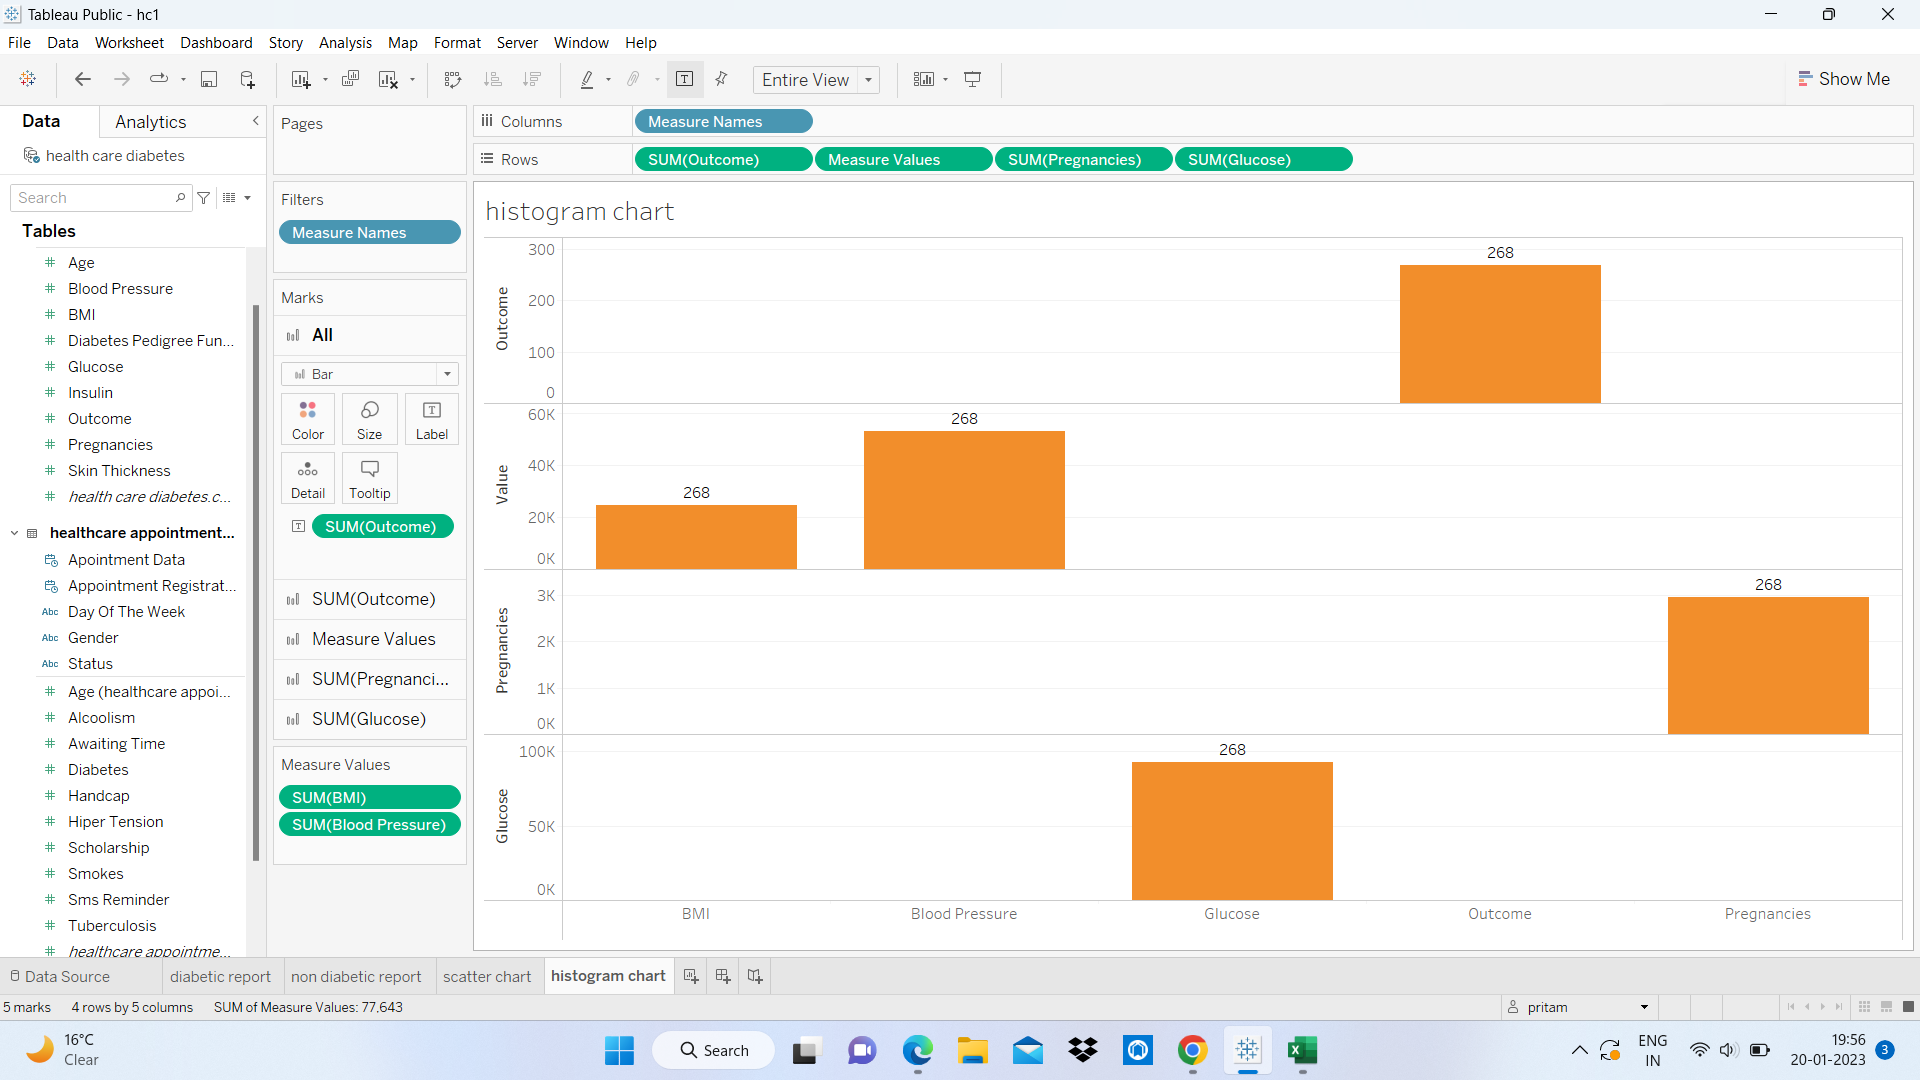 Tableau Public - hc1
File Data Worksheet Dashboard Story Analysis Map Format Server Window Help
Entire View
Show Me
Data Analytics
health care diabetes
Search
Tables
Age
Blood Pressure
BMI
Diabetes Pedigree Fun...
Glucose
Insulin
Outcome
Pregnancies
Skin Thickness
health care diabetes.c...
healthcare appointment...
Apointment Data
Appointment Registrat...
Abc Day Of The Week
Abc Gender
Abc Status
Age (healthcare appoi...
Alcoolism
Awaiting Time
Diabetes
Handcap
Hiper Tension
Scholarship
Smokes
Sms Reminder
Tuberculosis
healthcare appointme...
Pages
Filters
Measure Names
Marks
All
Bar
Color Size Label
Detail Tooltip
SUM(Outcome)
SUM(Outcome)
Measure Values
SUM(Pregnanci...
SUM(Glucose)
Measure Values
SUM(BMI)
SUM(Blood Pressure)
Columns Measure Names
Rows SUM(Outcome) Measure Values SUM(Pregnancies) SUM(Glucose)
histogram chart
Outcome
300
200
100
0
268
Value
60K
40K
20K
0K
268
268
Pregnancies
3K
2K
1K
0K
268
Glucose
100K
50K
0K
268
BMI Blood Pressure Glucose Outcome Pregnancies
Data Source diabetic report non diabetic report scatter chart histogram chart
5 marks 4 rows by 5 columns SUM of Measure Values: 77,643
pritam
16°C
Clear
Search
ENG
IN
19:56
20-01-2023
3